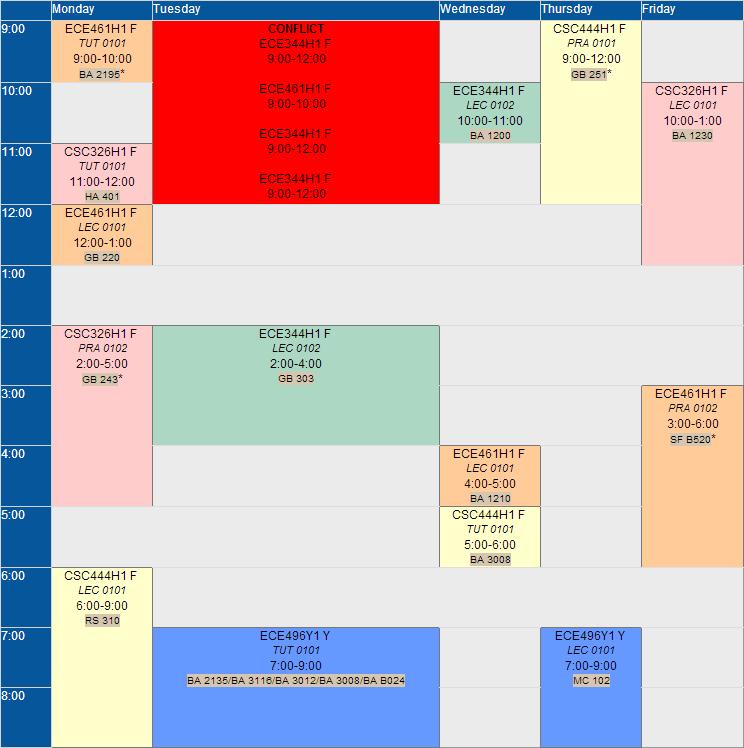 Monday Tuesday Wednesday Thursday Friday
9:00
ECE461H1 F
TUT 0101
9:00-10:00
BA 2195*
CONFLICT
ECE344H1 F
9:00-12:00
ECE461H1 F
9:00-10:00
ECE344H1 F
9:00-12:00
ECE344H1 F
9:00-12:00
CSC444H1 F
PRA 0101
9:00-12:00
GB 251*
10:00
ECE344H1 F
LEC 0102
10:00-11:00
BA 1200
CSC326H1 F
LEC 0101
10:00-1:00
BA 1230
11:00
CSC326H1 F
TUT 0101
11:00-12:00
HA 401
12:00
ECE461H1 F
LEC 0101
12:00-1:00
GB 220
1:00
2:00
CSC326H1 F
PRA 0102
2:00-5:00
GB 243*
ECE344H1 F
LEC 0102
2:00-4:00
GB 303
3:00
ECE461H1 F
PRA 0102
3:00-6:00
SF B520*
4:00
ECE461H1 F
LEC 0101
4:00-5:00
BA 1210
5:00
CSC444H1 F
TUT 0101
5:00-6:00
BA 3008
6:00
CSC444H1 F
LEC 0101
6:00-9:00
RS 310
7:00
ECE496Y1 Y
TUT 0101
7:00-9:00
BA 2135/BA 3116/BA 3012/BA 3008/BA B024
ECE496Y1 Y
LEC 0101
7:00-9:00
MC 102
8:00